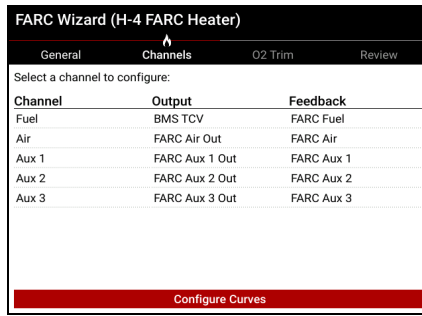 FARC Wizard (H-4 FARC Heater)
General Channels O2 Trim Review
Select a channel to configure:
Channel Output Feedback
Fuel BMS TCV FARC Fuel
Air FARC Air Out FARC Air
Aux 1 FARC Aux 1 Out FARC Aux 1
Aux 2 FARC Aux 2 Out FARC Aux 2
Aux 3 FARC Aux 3 Out FARC Aux 3
Configure Curves